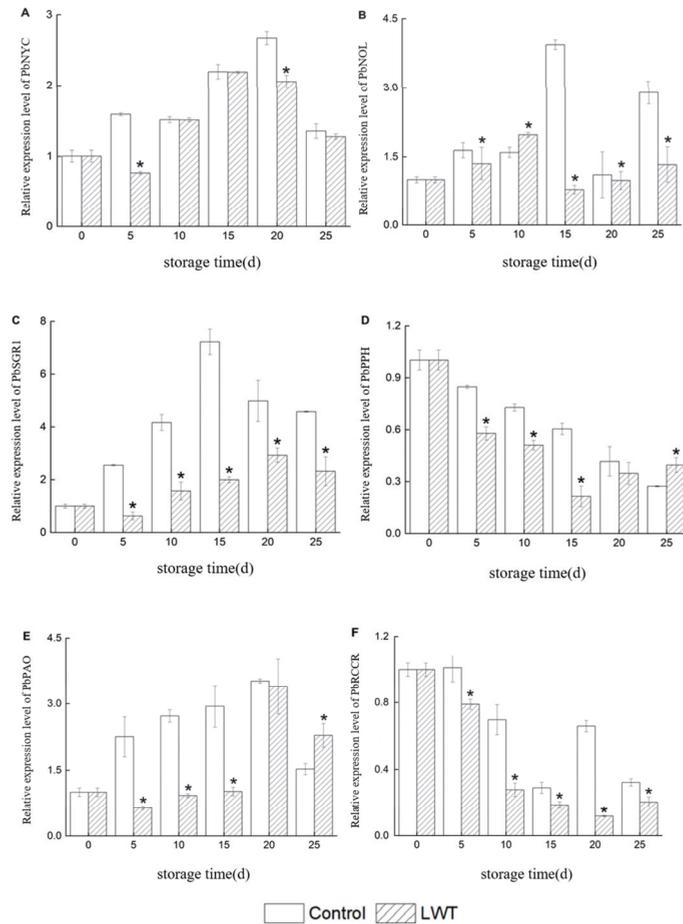 A
Relative expression level of PbNYC
3
2
1
0
*
*
0 5 10 15 20 25
storage time(d)
B
Relative expression level of PbNOL
4.5
3.0
1.5
0.0
*
*
*
*
*
0 5 10 15 20 25
storage time(d)
C
Relative expression level of PbSGR1
8
6
4
2
0
*
*
*
*
*
0 5 10 15 20 25
storage time(d)
D
Relative expression level of PbPPH
1.2
0.9
0.6
0.3
0.0
*
*
*
*
0 5 10 15 20 25
storage time(d)
E
Relative expression level of PbPAO
4.5
3.0
1.5
0
*
*
*
*
0 5 10 15 20 25
storage time(d)
F
Relative expression level of PbRCCR
1.2
0.8
0.4
0.0
*
*
*
*
*
0 5 10 15 20 25
storage time(d)
Control LWT